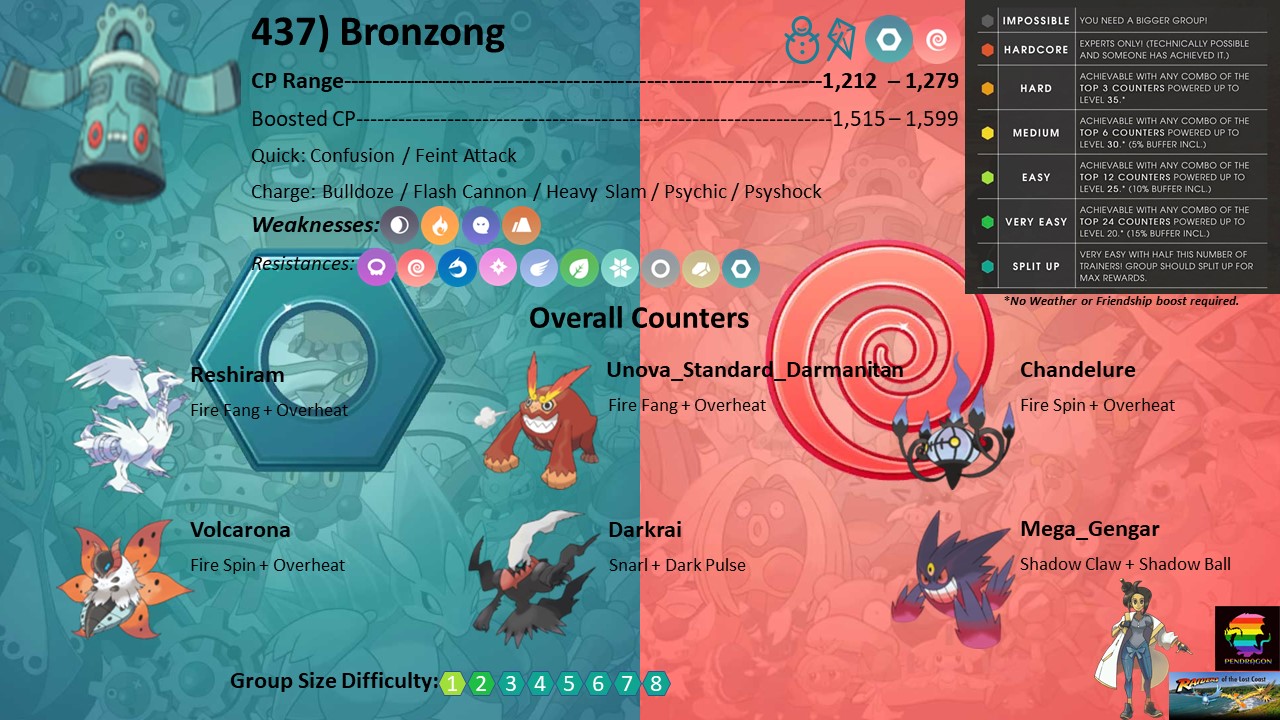 437) Bronzong
CP Range-------------------------------------------------------------------1,212 – 1,279
Boosted CP-------------------------------------------------------------------------1,515 – 1,599
Quick: Confusion / Feint Attack
Charge: Bulldoze / Flash Cannon / Heavy Slam / Psychic / Psyshock
Weaknesses:
Resistances:
IMPOSSIBLE YOU NEED A BIGGER GROUP!
HARDCORE EXPERTS ONLY! (TECHNICALLY POSSIBLE
AND SOMEONE HAS ACHIEVED IT.)
HARD ACHIEVABLE WITH ANY COMBO OF THE
TOP 3 COUNTERS POWERED UP TO
LEVEL 35.*
MEDIUM ACHIEVABLE WITH ANY COMBO OF THE
TOP 6 COUNTERS POWERED UP TO
LEVEL 30.* (5% BUFFER INCL.)
EASY ACHIEVABLE WITH ANY COMBO OF THE
TOP 12 COUNTERS POWERED UP TO
LEVEL 25.* (10% BUFFER INCL.)
VERY EASY ACHIEVABLE WITH ANY COMBO OF THE
TOP 24 COUNTERS POWERED UP TO
LEVEL 20.* (15% BUFFER INCL.)
SPLIT UP VERY EASY WITH HALF THIS NUMBER OF
TRAINERS! GROUP SHOULD SPLIT UP FOR
MAX REWARDS.
*No Weather or Friendship boost required.
Overall Counters
Reshiram
Fire Fang + Overheat
Unova_Standard_Darmanitan
Fire Fang + Overheat
Chandelure
Fire Spin + Overheat
Volcarona
Fire Spin + Overheat
Darkrai
Snarl + Dark Pulse
Mega_Gengar
Shadow Claw + Shadow Ball
Group Size Difficulty: 1 2 3 4 5 6 7 8
PENDRAGON
RAIDERS of the Lost Coast